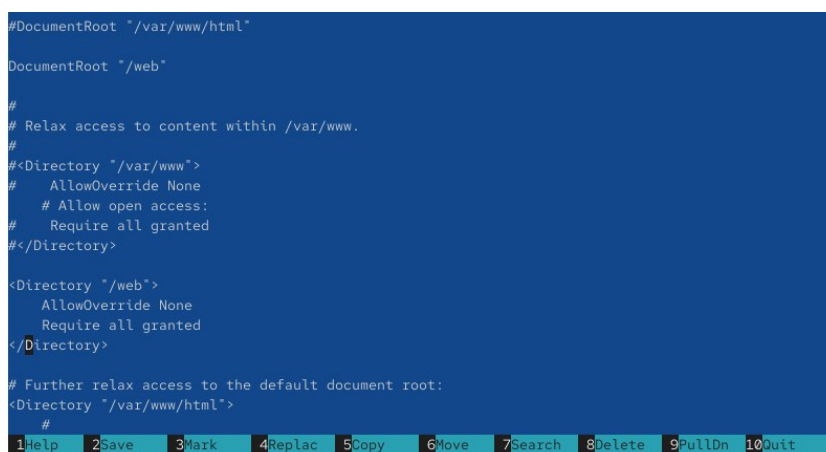 #DocumentRoot "/var/www/html"
DocumentRoot "/web"
#
# Relax access to content within /var/www.
#
#<Directory "/var/www">
#    AllowOverride None
    # Allow open access:
#    Require all granted
#</Directory>
<Directory "/web">
    AllowOverride None
    Require all granted
</Directory>
# Further relax access to the default document root:
<Directory "/var/www/html">
    #
1Help 2Save 3Mark 4Replac 5Copy 6Move 7Search 8Delete 9PullDn 10Quit